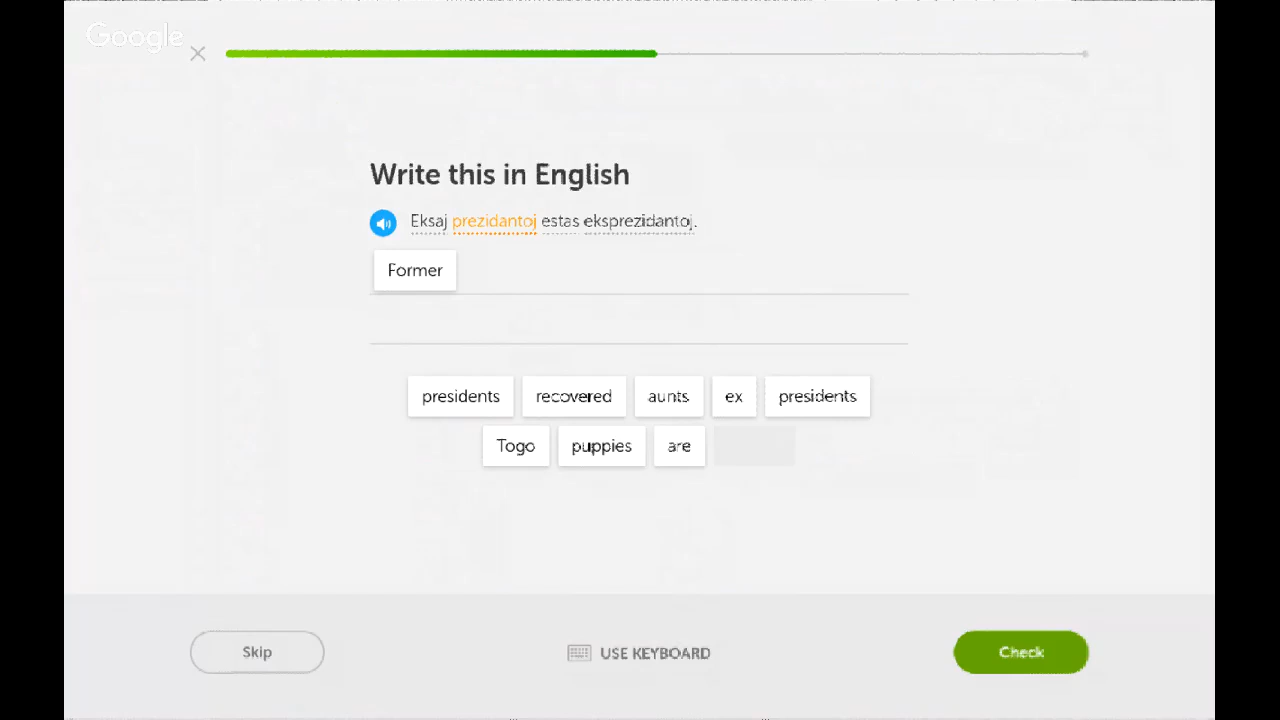 Google
Write this in English
Eksaj prezidantoj estas eksprezidantoj.
Former
presidents recovered aunts ex presidents
Togo puppies are
Skip USE KEYBOARD Check